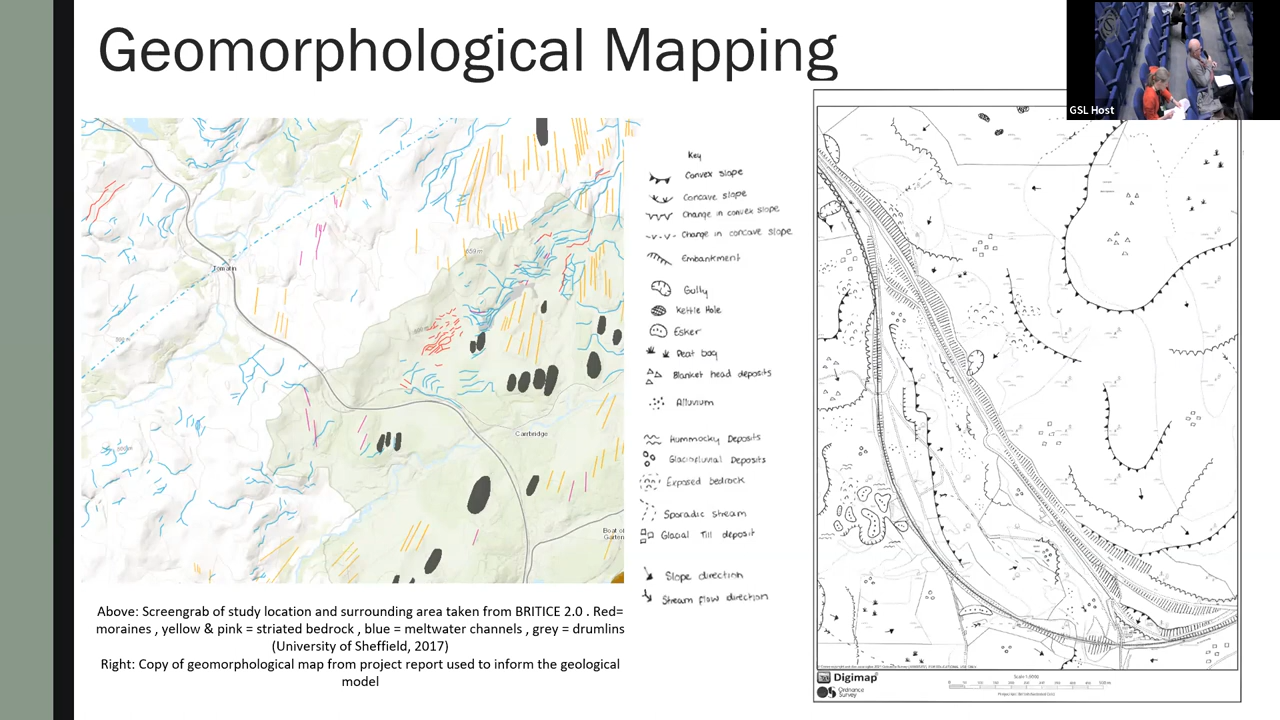 Geomorphological Mapping
GSL Host
Tomatin
659 m
Carrbridge
Boat of
Garten
Key
Convex slope
Concave slope
Change in convex slope
Change in concave slope
Embankment
Gully
Kettle Hole
Esker
Peat bog
Blanket head deposits
Alluvium
Hummocky Deposits
Glaciofluvial Deposits
Exposed bedrock
Sporadic stream
Glacial Till deposit
Slope direction
Stream flow direction
Above: Screengrab of study location and surrounding area taken from BRITICE 2.0 . Red=
moraines , yellow & pink = striated bedrock , blue = meltwater channels , grey = drumlins
(University of Sheffield, 2017)
Right: Copy of geomorphological map from project report used to inform the geological
model
Digimap
Ordnance
Survey